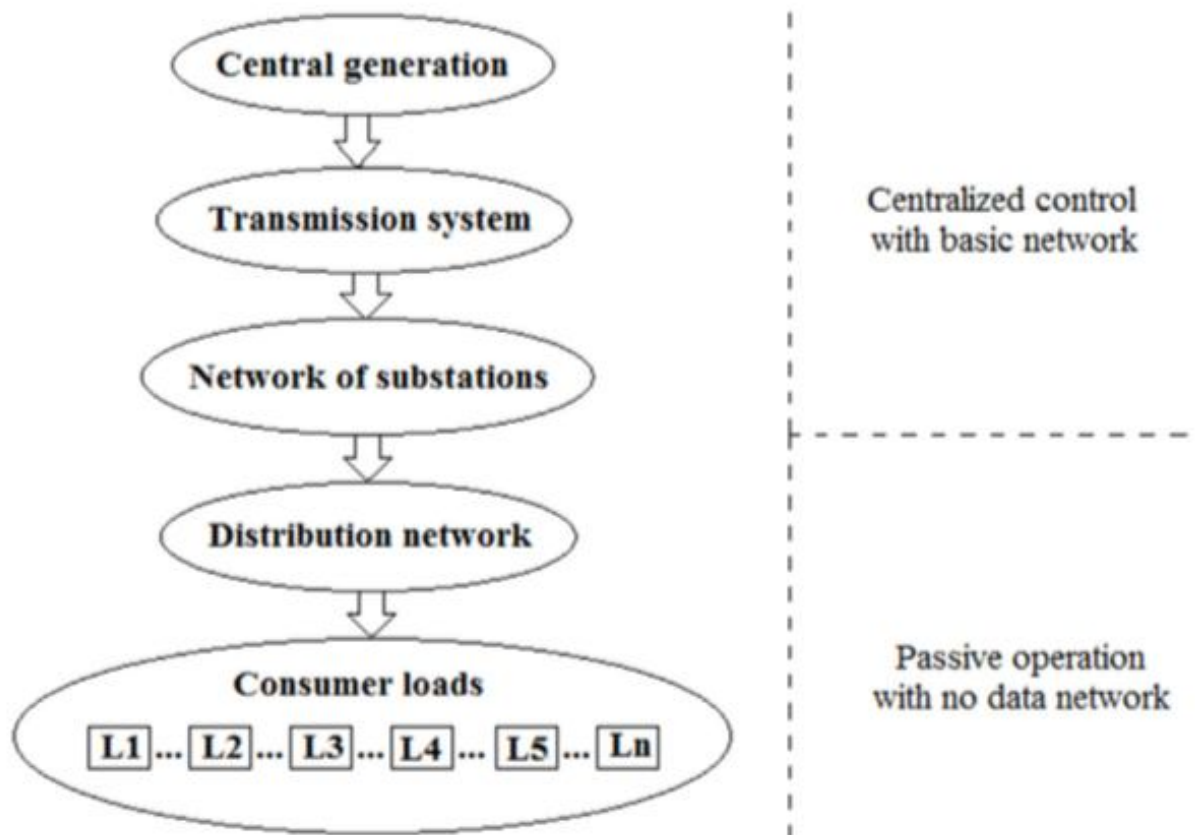 Central generation
Transmission system
Centralized control
with basic network
Network of substations
Distribution network
Consumer loads
L1 ... L2 ... L3 ... L4 ... L5 ... Ln
Passive operation
with no data network